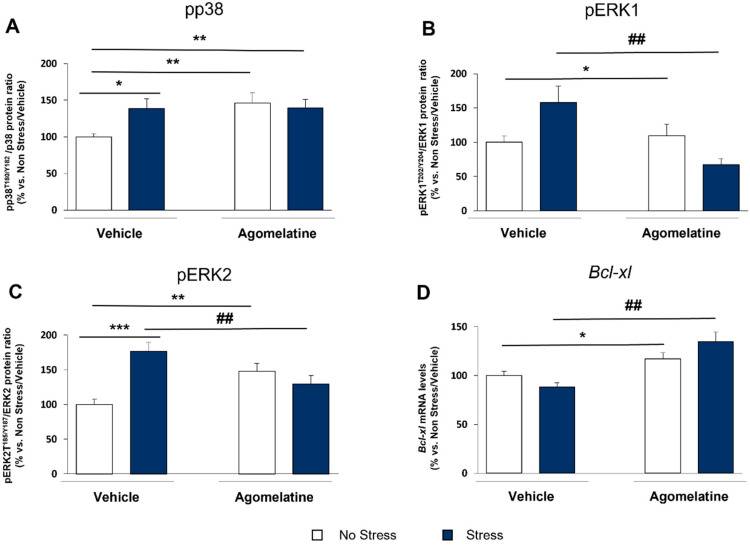 pp38
A
**
**
*
pp38T180/Y182 /p38 protein ratio
(% vs. Non Stress/Vehicle)
200
150
100
50
0
Vehicle
Agomelatine
pERK1
B
##
*
pERK1T202/Y204/ERK1 protein ratio
(% vs. Non Stress/Vehicle)
200
150
100
50
0
Vehicle
Agomelatine
pERK2
C
**
##
***
pERK2T185/Y187/ERK2 protein ratio
(% vs. Non Stress/Vehicle)
200
150
100
50
0
Vehicle
Agomelatine
Bcl-xl
D
##
*
Bcl-xl mRNA levels
(% vs. Non Stress/Vehicle)
150
100
50
0
Vehicle
Agomelatine
No Stress
Stress